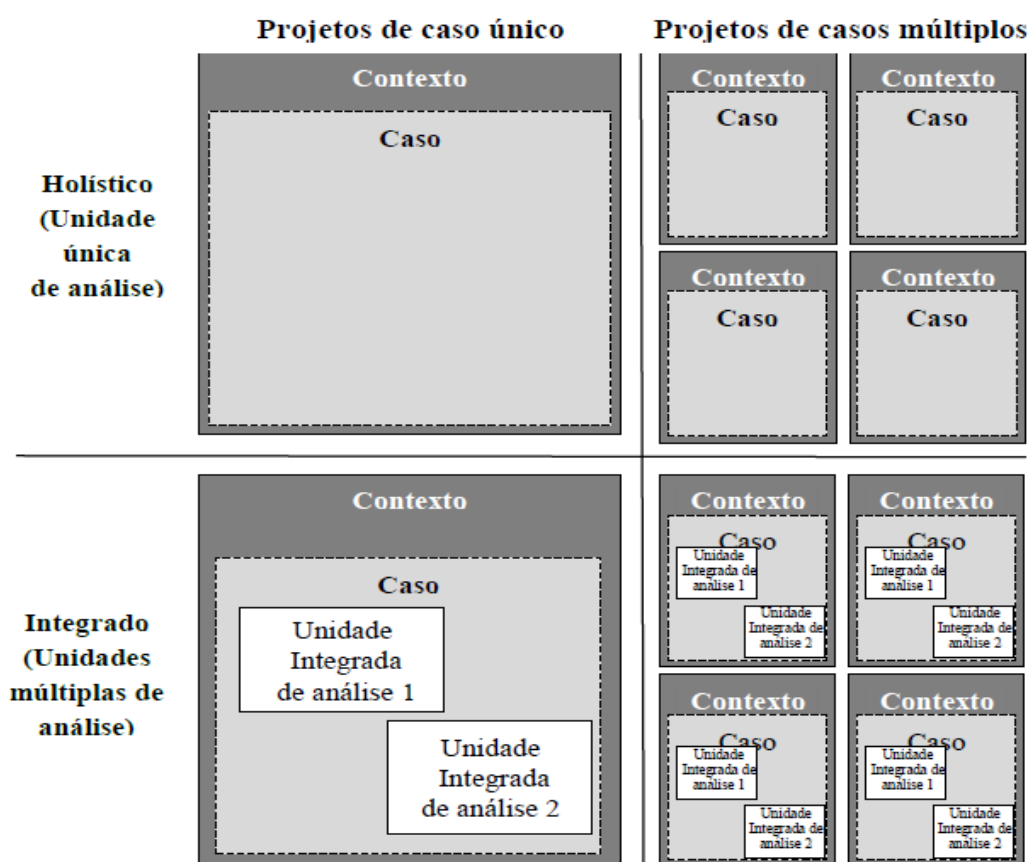 Projetos de caso único
Projetos de casos múltiplos
Holístico
(Unidade
única
de análise)
Contexto
Caso
Contexto
Caso
Contexto
Caso
Contexto
Caso
Contexto
Caso
Integrado
(Unidades
múltiplas de
análise)
Contexto
Caso
Unidade
Integrada
de análise 1
Unidade
Integrada
de análise 2
Contexto
Caso
Unidade
Integrada de
análise 1
Unidade
Integrada de
análise 2
Contexto
Caso
Unidade
Integrada de
análise 1
Unidade
Integrada de
análise 2
Contexto
Caso
Unidade
Integrada de
análise 1
Unidade
Integrada de
análise 2
Contexto
Caso
Unidade
Integrada de
análise 1
Unidade
Integrada de
análise 2